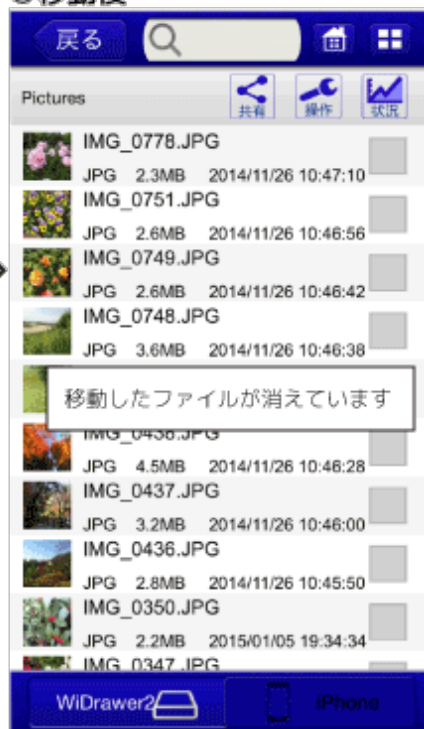 戻る
Pictures
共有 操作 状況
IMG_0778.JPG
JPG 2.3MB 2014/11/26 10:47:10
IMG_0751.JPG
JPG 2.6MB 2014/11/26 10:46:56
IMG_0749.JPG
JPG 2.6MB 2014/11/26 10:46:42
IMG_0748.JPG
JPG 3.6MB 2014/11/26 10:46:38
移動したファイルが消えています
IMG_0438.JPG
JPG 4.5MB 2014/11/26 10:46:28
IMG_0437.JPG
JPG 3.2MB 2014/11/26 10:46:00
IMG_0436.JPG
JPG 2.8MB 2014/11/26 10:45:50
IMG_0350.JPG
JPG 2.2MB 2015/01/05 19:34:34
IMG_0347.JPG
WiDrawer2 iPhone